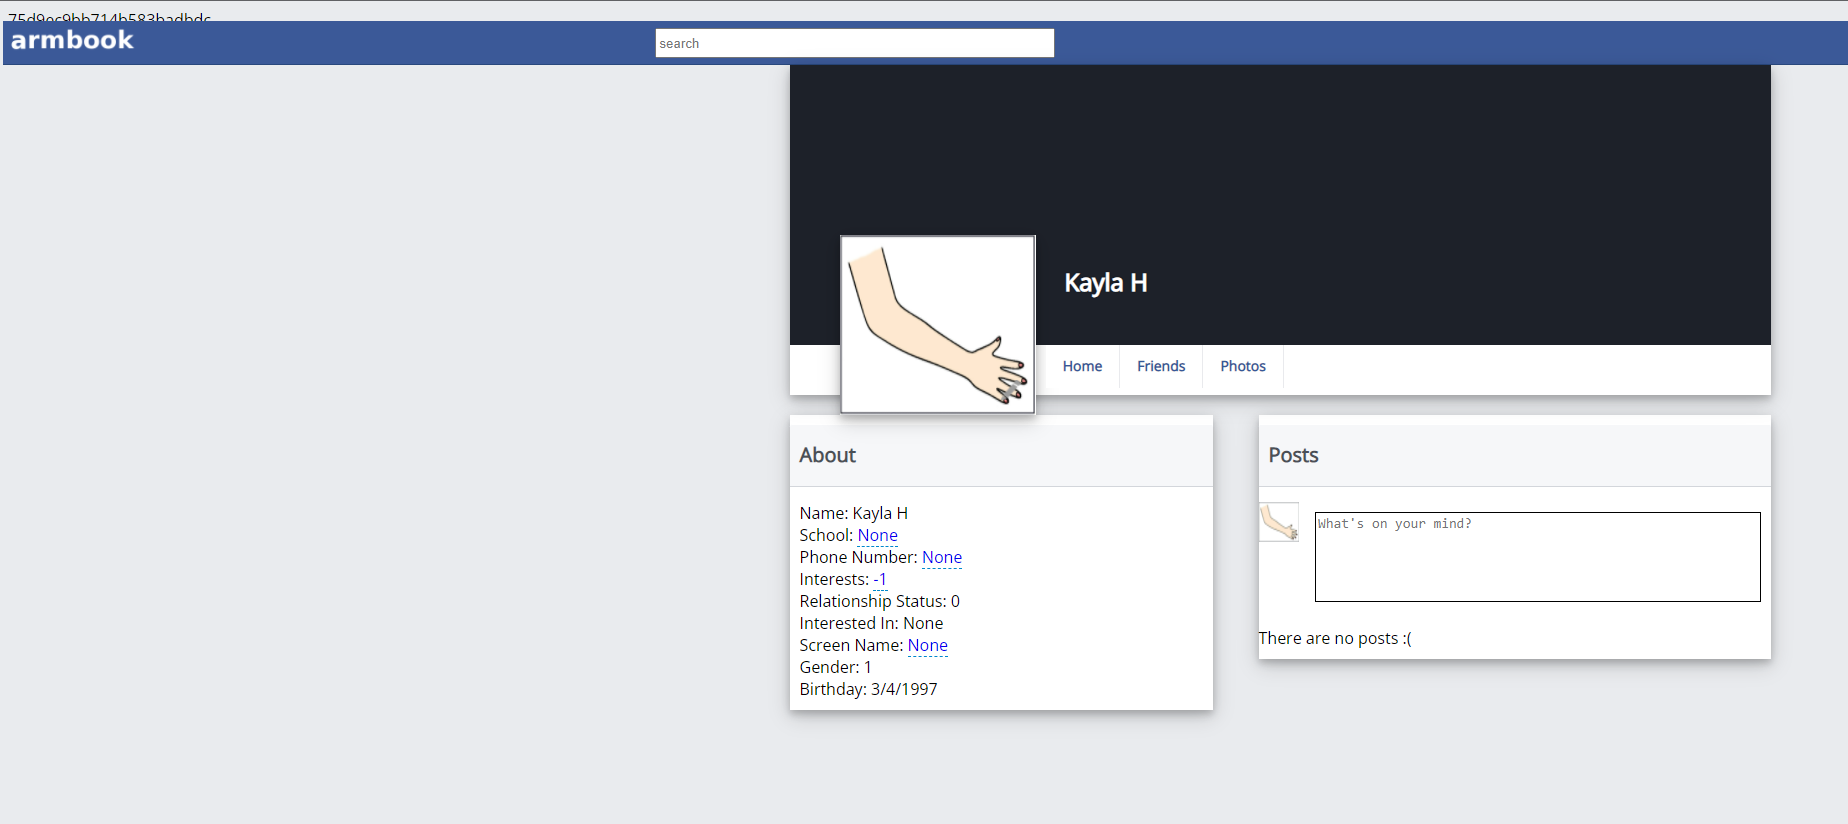 armbook
search
Kayla H
Home Friends Photos
About
Name: Kayla H
School: None
Phone Number: None
Interests: -1
Relationship Status: 0
Interested In: None
Screen Name: None
Gender: 1
Birthday: 3/4/1997
Posts
What's on your mind?
There are no posts :(